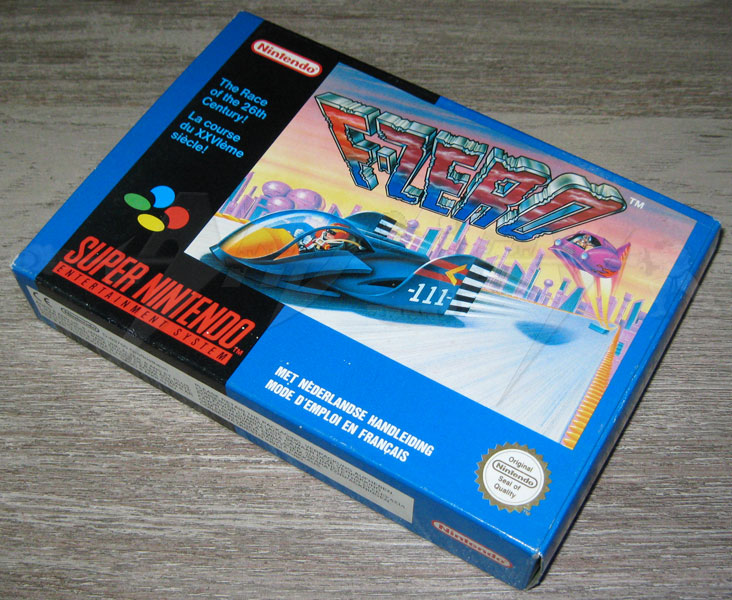 Nintendo
The Race
of the 26th
Century!
La course
du XXVIème
siècle!
F-ZERO
TM
111
SUPER NINTENDO
ENTERTAINMENT SYSTEM
MET NEDERLANDSE HANDLEIDING
MODE D'EMPLOI EN FRANÇAIS
Original
Nintendo
Seal of
Quality
Nintendo